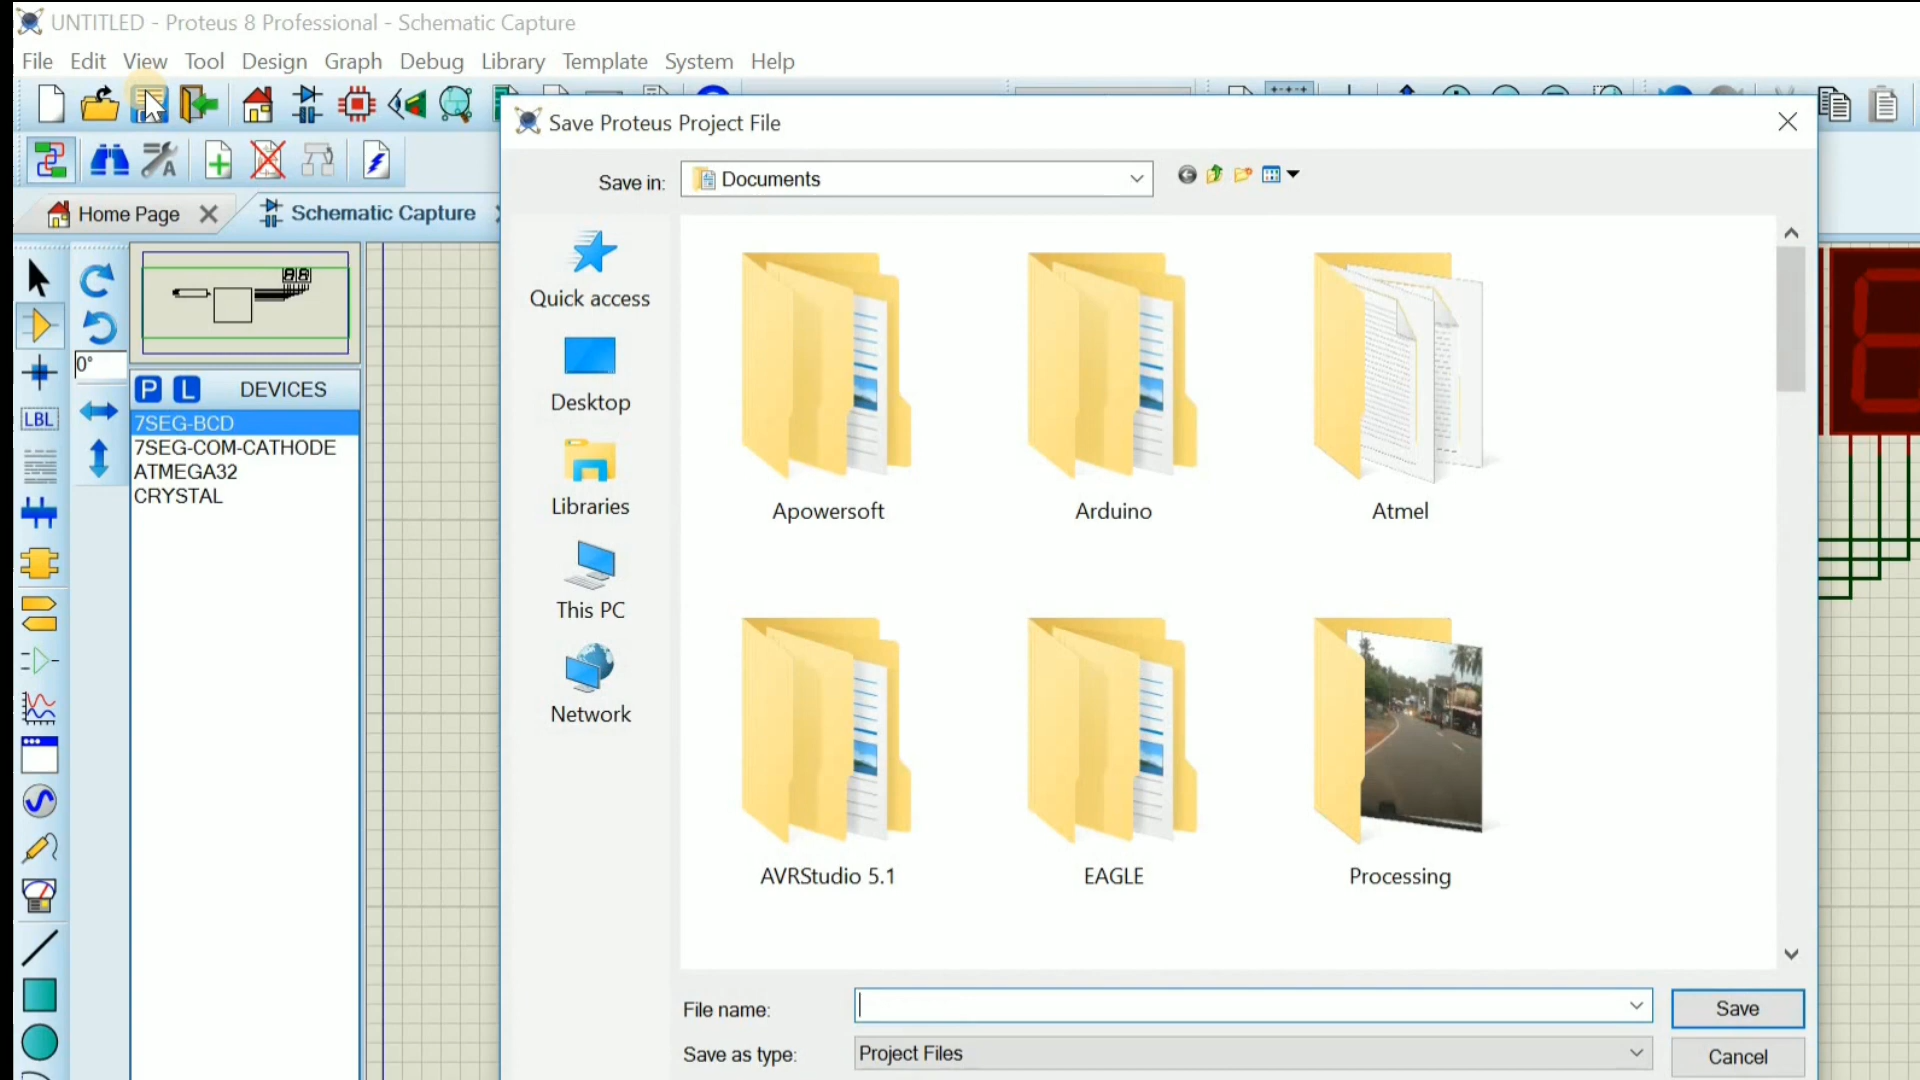 UNTITLED - Proteus 8 Professional - Schematic Capture
File Edit View Tool Design Graph Debug Library Template System Help
Save Proteus Project File
Save in: Documents
Home Page Schematic Capture
Quick access
Desktop
Libraries
This PC
Network
0°
P L DEVICES
7SEG-BCD
7SEG-COM-CATHODE
ATMEGA32
CRYSTAL
LBL
Apowersoft Arduino Atmel
AVRStudio 5.1 EAGLE Processing
File name: Save
Save as type: Project Files Cancel